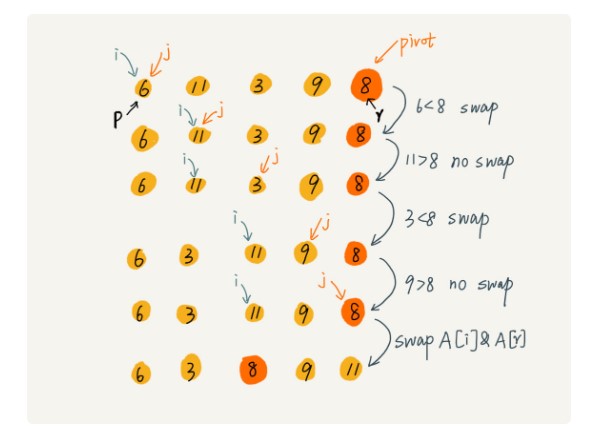 pivot
i j
6 11 3 9 8
p r
6<8 swap
i j
6 11 3 9 8
11>8 no swap
i j
6 11 3 9 8
3<8 swap
i j
6 3 11 9 8
9>8 no swap
i j
6 3 11 9 8
swap A[i]&A[r]
6 3 8 9 11